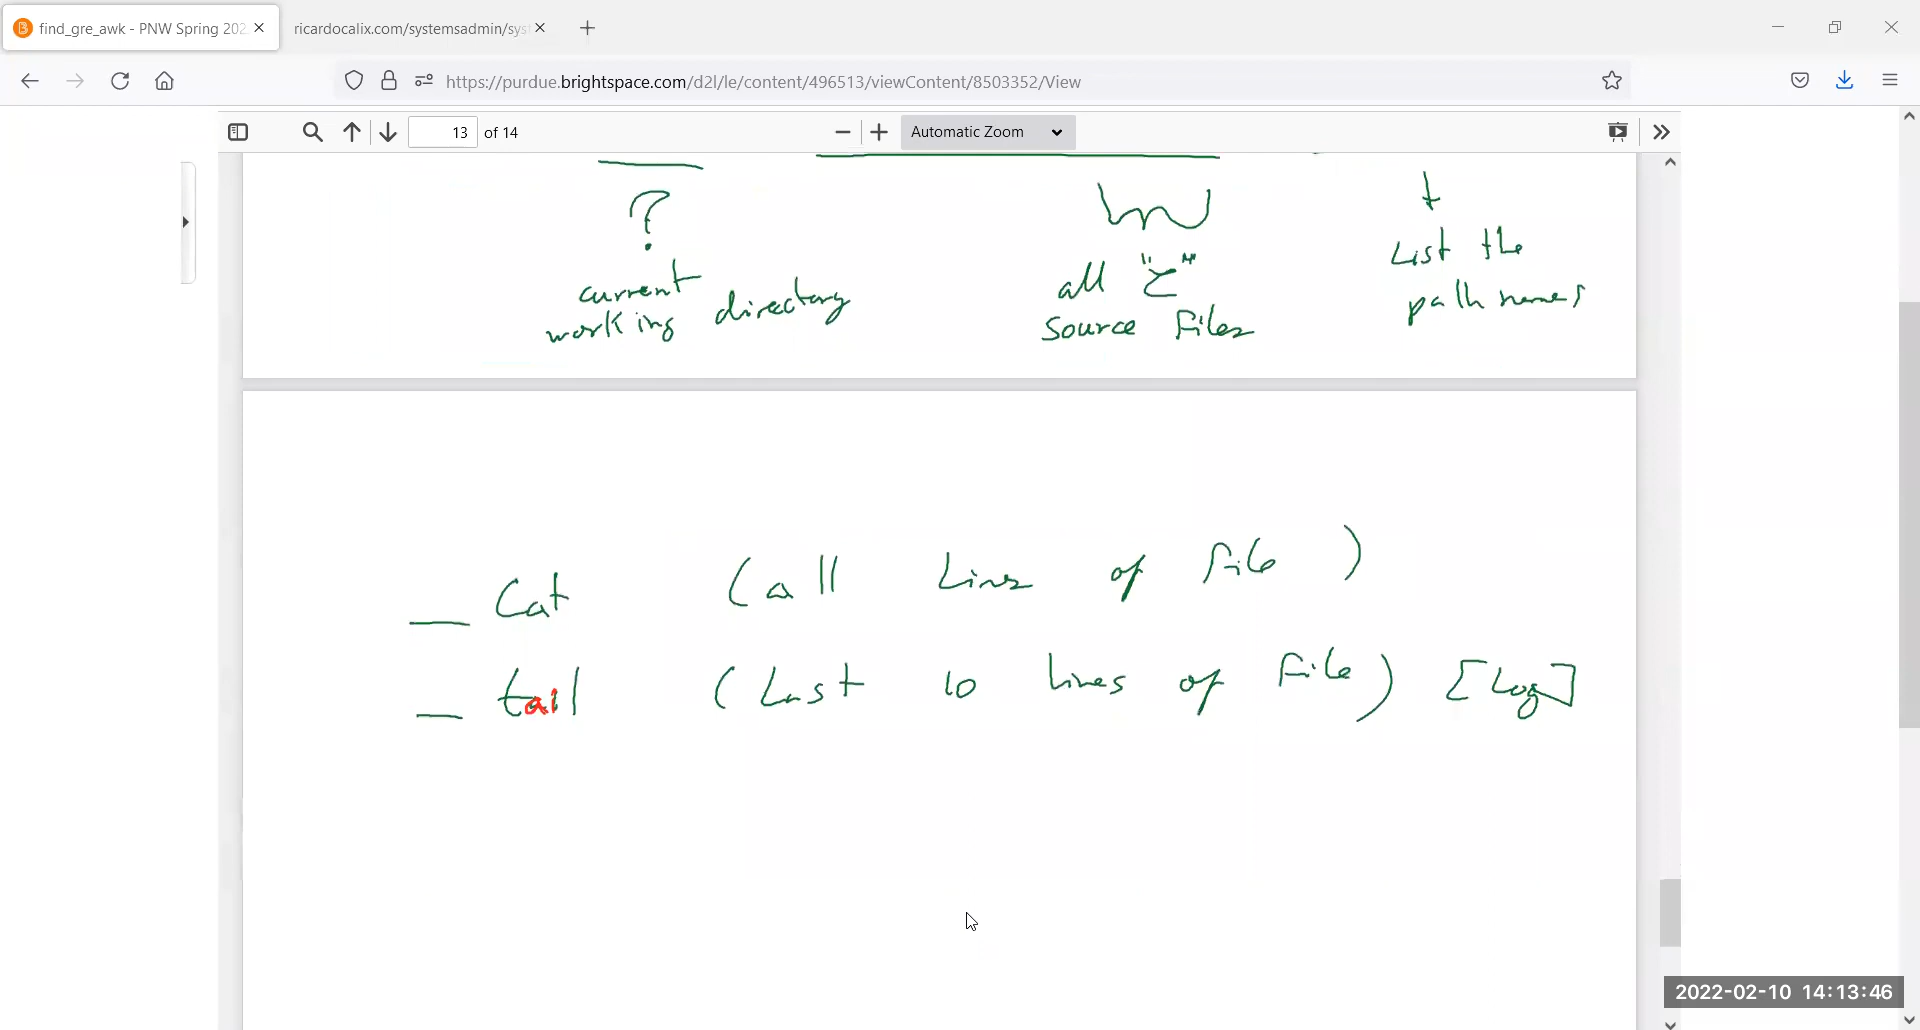 find_gre_awk - PNW Spring 202
ricardocalix.com/systemsadmin/sys
https://purdue.brightspace.com/d2l/le/content/496513/viewContent/8503352/View
13 of 14
Automatic Zoom
?
current working directory
all "C" source files
List the path names
— Cat (all lines of file)
— tail (Last 10 lines of file) [Log]
2022-02-10 14:13:46